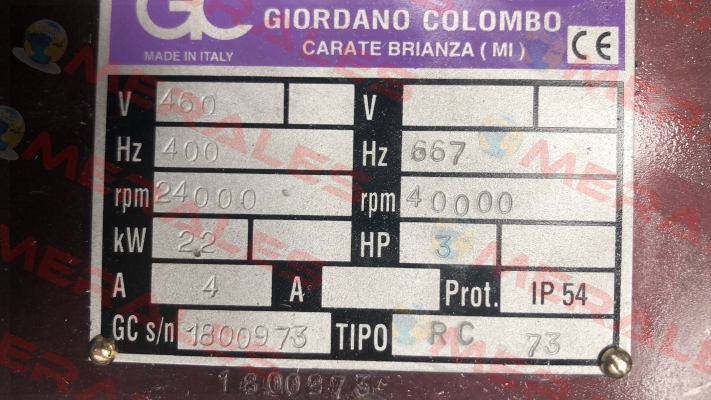 GC GIORDANO COLOMBO
MADE IN ITALY CARATE BRIANZA ( MI ) CE
V 460 V
Hz 400 Hz 667
rpm 24000 rpm 40000
kW 2.2 HP 3
A 4 A Prot. IP 54
GC s/n 1800973 TIPO RC 73
1800973
MERALES